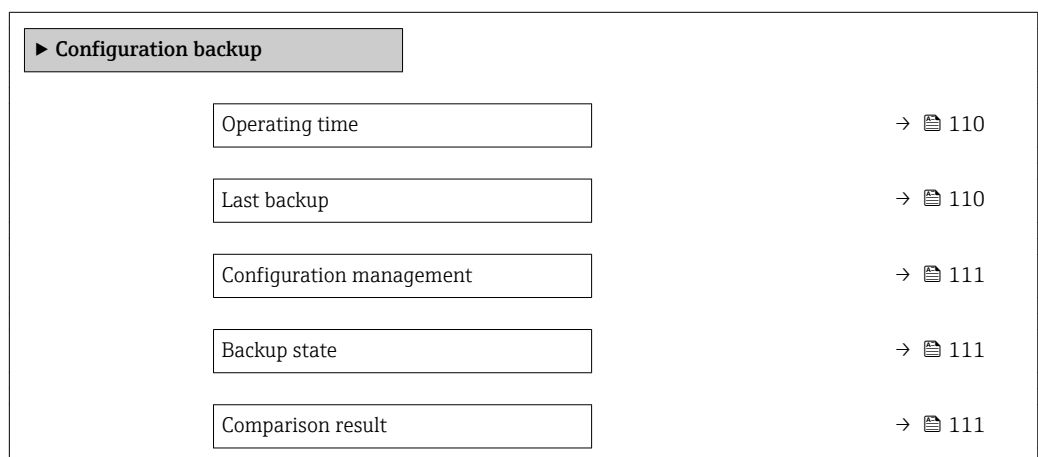 ▶ Configuration backup
Operating time → 110
Last backup → 110
Configuration management → 111
Backup state → 111
Comparison result → 111